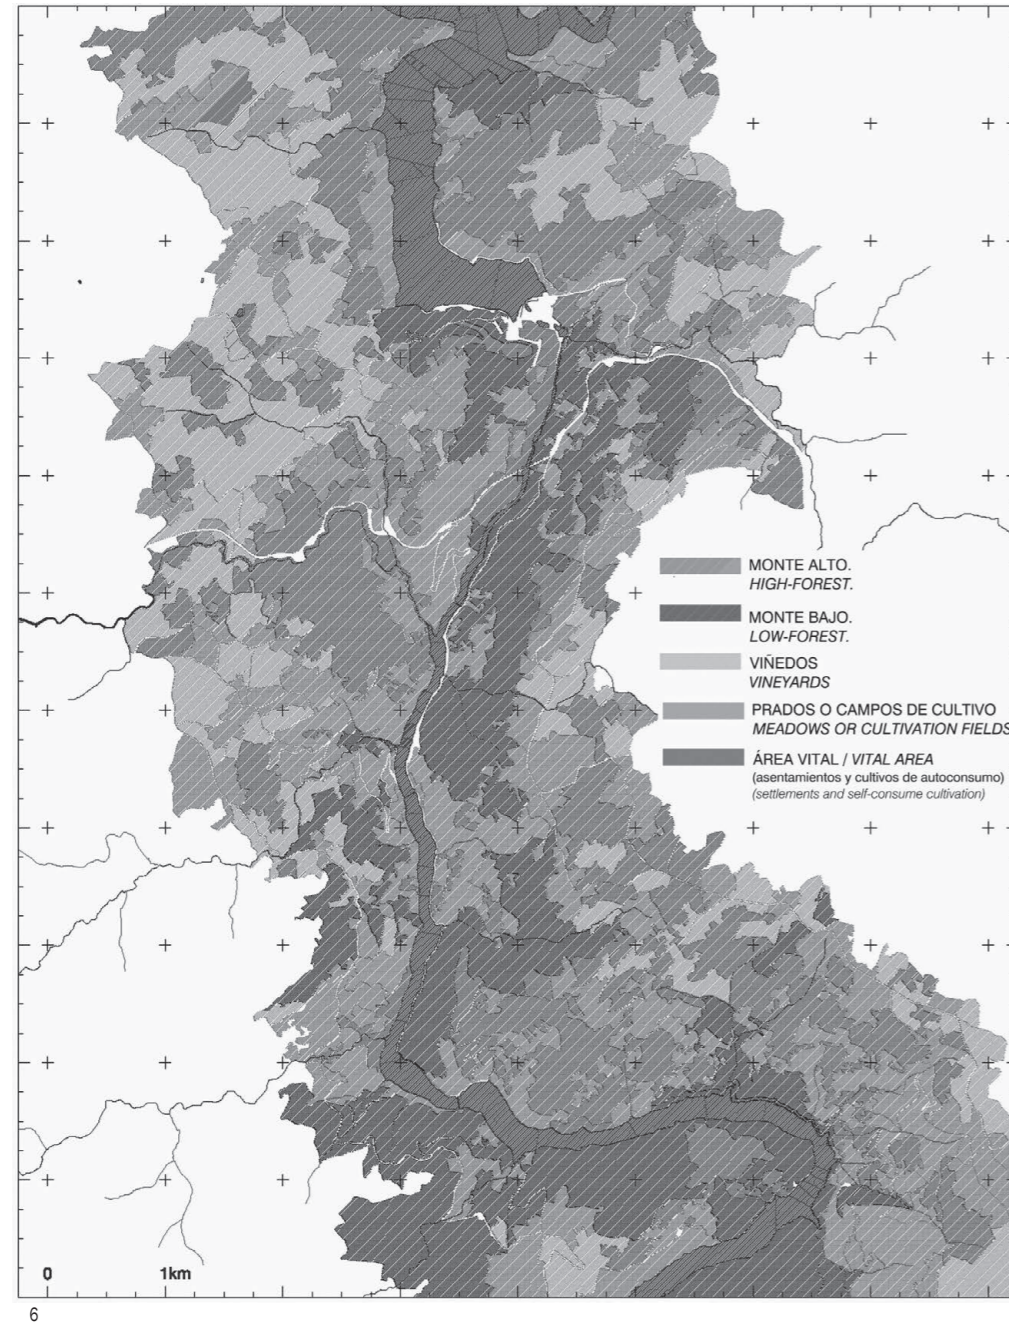 MONTE ALTO.
HIGH-FOREST.
MONTE BAJO.
LOW-FOREST.
VIÑEDOS
VINEYARDS
PRADOS O CAMPOS DE CULTIVO
MEADOWS OR CULTIVATION FIELDS
ÁREA VITAL / VITAL AREA
(asentamientos y cultivos de autoconsumo)
(settlements and self-consume cultivation)
0 1km
6